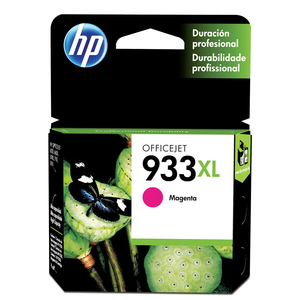 hp
Duración
profesional
Durabilidade
profissional
OFFICEJET
933XL
Magenta